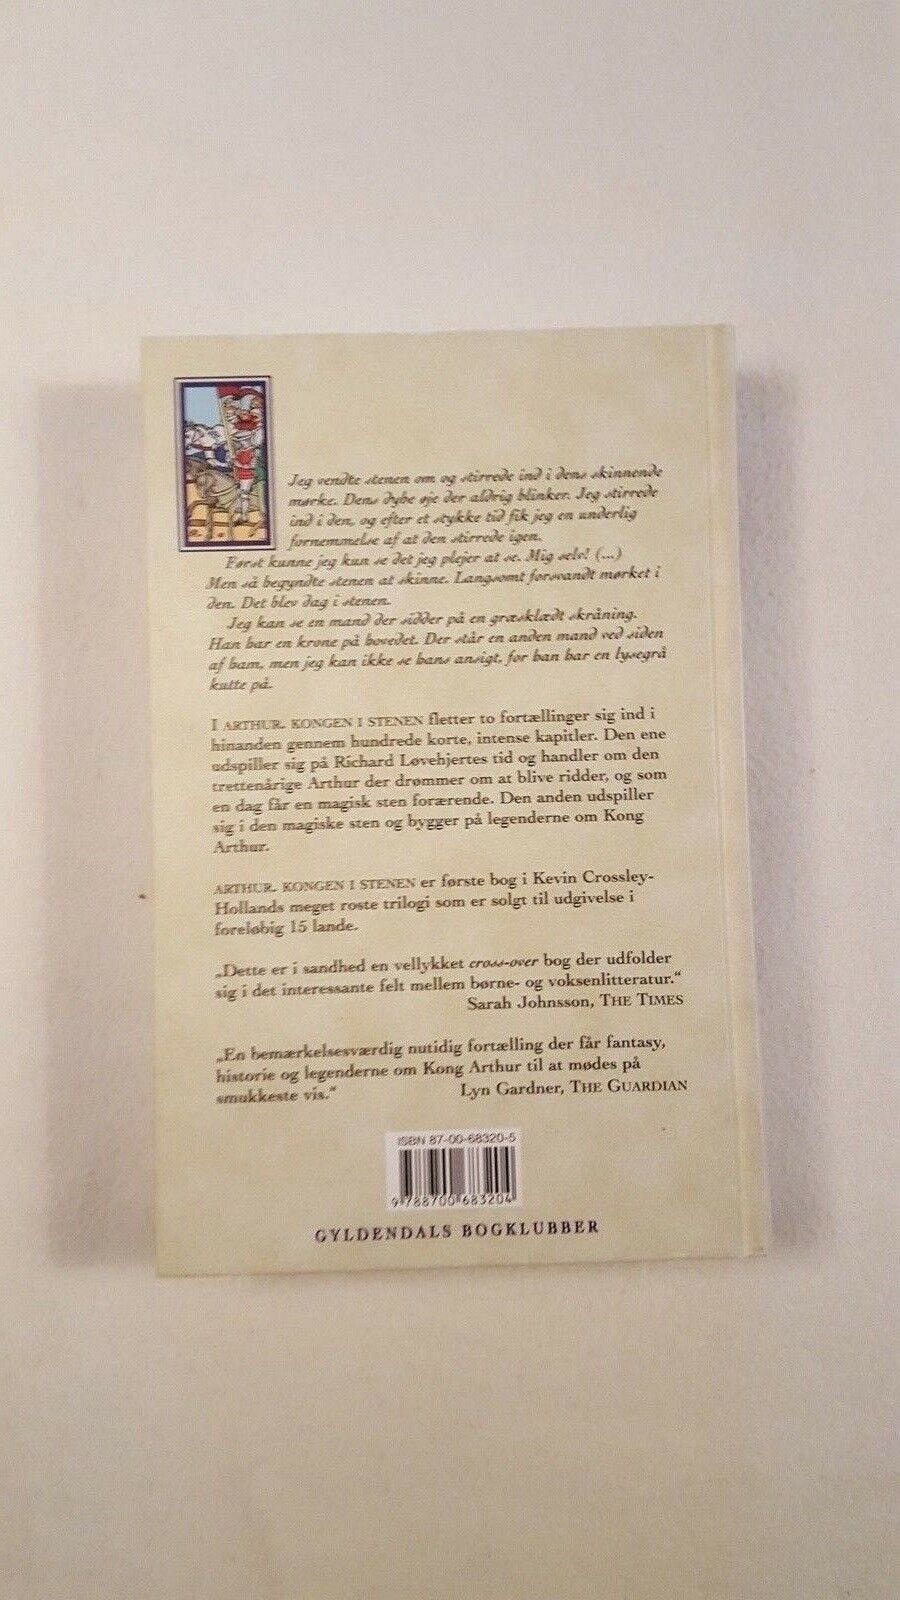 Jeg vendte stenen om og stirrede ind i dens skinnende
mørke. Dens dybe øje der aldrig blinker. Jeg stirrede
ind i den, og efter et stykke tid fik jeg en underlig
fornemmelse af at den stirrede igen.
Først kunne jeg kun se det jeg plejer at se. Mig selv! (...)
Men så begyndte stenen at skinne. Langsomt forsvandt mørket i
den. Det blev dag i stenen.
Jeg kan se en mand der sidder på en græsklædt skråning.
Han har en krone på hovedet. Der står en anden mand ved siden
af ham, men jeg kan ikke se hans ansigt, for han har en lysegrå
kutte på.
I ARTHUR. KONGEN I STENEN fletter to fortællinger sig ind i
hinanden gennem hundrede korte, intense kapitler. Den ene
udspiller sig på Richard Løvehjertes tid og handler om den
trettenårige Arthur der drømmer om at blive ridder, og som
en dag får en magisk sten forærende. Den anden udspiller
sig i den magiske sten og bygger på legenderne om Kong
Arthur.
ARTHUR. KONGEN I STENEN er første bog i Kevin Crossley-
Hollands meget roste trilogi som er solgt til udgivelse i
foreløbig 15 lande.
„Dette er i sandhed en vellykket cross-over bog der udfolder
sig i det interessante felt mellem børne- og voksenlitteratur.“
Sarah Johnsson, THE TIMES
„En bemærkelsesværdig nutidig fortælling der får fantasy,
historie og legenderne om Kong Arthur til at mødes på
smukkeste vis.“ Lyn Gardner, THE GUARDIAN
ISBN 87-00-68320-5
9 788700 683204
GYLDENDALS BOGKLUBBER